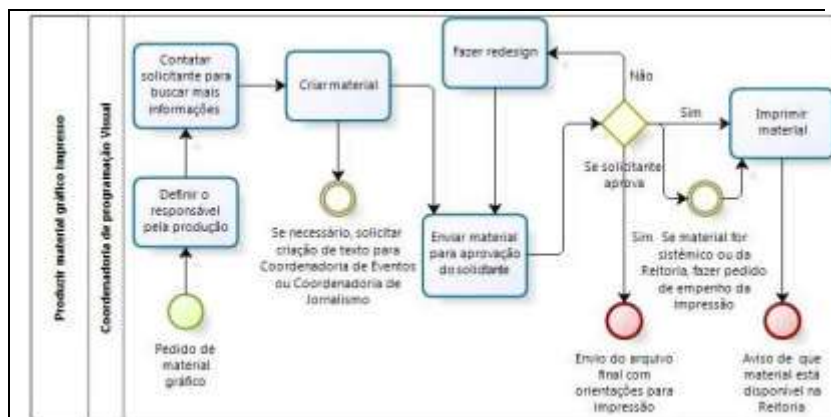 Produzir material gráfico Impresso
Coordenadoria de programação Visual
Contatar
solicitante para
buscar mais
informações
Criar material
Fazer redesign
Não
Sim
Imprimir
material
Se solicitante
aprova
Definir o
responsável
pela produção
Se necessário, solicitar
criação de texto para
Coordenadoria de Eventos
ou Coordenadoria de
Jornalismo
Enviar material
para aprovação
do solicitante
Sim
Se material for
sistêmico ou da
Reitoria, fazer pedido
de empenho da
Impressão
Pedido de
material
gráfico
Envio do arquivo
final com
orientações para
Impressão
Aviso de que
material está
disponível na
Reitoria